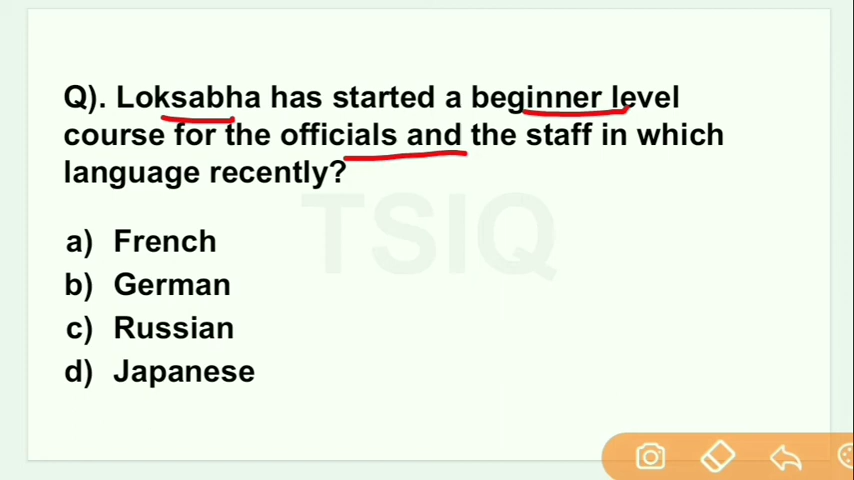 Q). Loksabha has started a beginner level
course for the officials and the staff in which
language recently?
TSIQ
a) French
b) German
c) Russian
d) Japanese